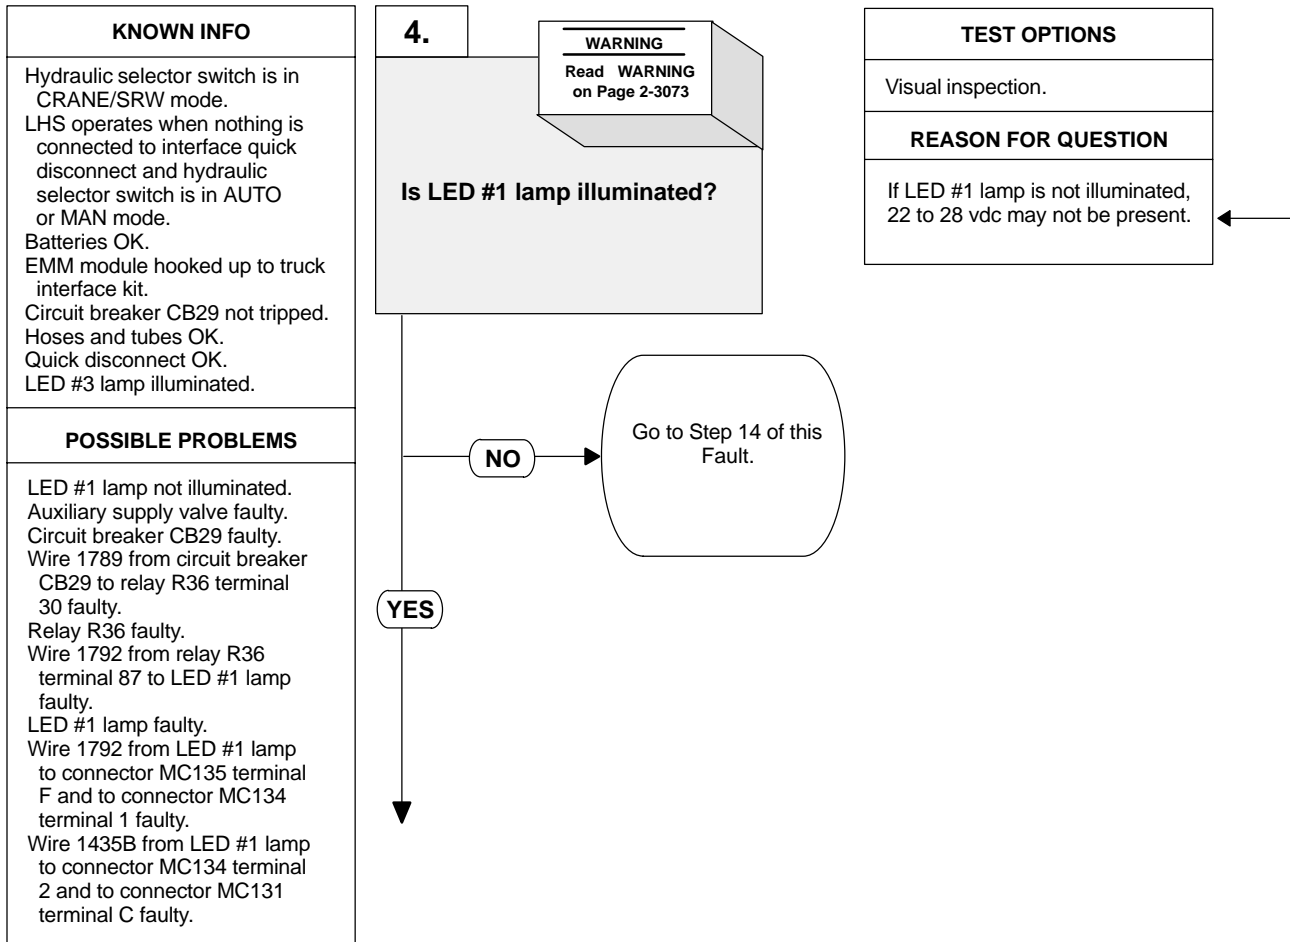 KNOWN INFO
Hydraulic selector switch is in
CRANE/SRW mode.
LHS operates when nothing is
connected to interface quick
disconnect and hydraulic
selector switch is in AUTO
or MAN mode.
Batteries OK.
EMM module hooked up to truck
interface kit.
Circuit breaker CB29 not tripped.
Hoses and tubes OK.
Quick disconnect OK.
LED #3 lamp illuminated.
POSSIBLE PROBLEMS
LED #1 lamp not illuminated.
Auxiliary supply valve faulty.
Circuit breaker CB29 faulty.
Wire 1789 from circuit breaker
CB29 to relay R36 terminal
30 faulty.
Relay R36 faulty.
Wire 1792 from relay R36
terminal 87 to LED #1 lamp
faulty.
LED #1 lamp faulty.
Wire 1792 from LED #1 lamp
to connector MC135 terminal
F and to connector MC134
terminal 1 faulty.
Wire 1435B from LED #1 lamp
to connector MC134 terminal
2 and to connector MC131
terminal C faulty.
4.
WARNING
Read WARNING
on Page 2-3073
Is LED #1 lamp illuminated?
NO
Go to Step 14 of this
Fault.
YES
TEST OPTIONS
Visual inspection.
REASON FOR QUESTION
If LED #1 lamp is not illuminated,
22 to 28 vdc may not be present.